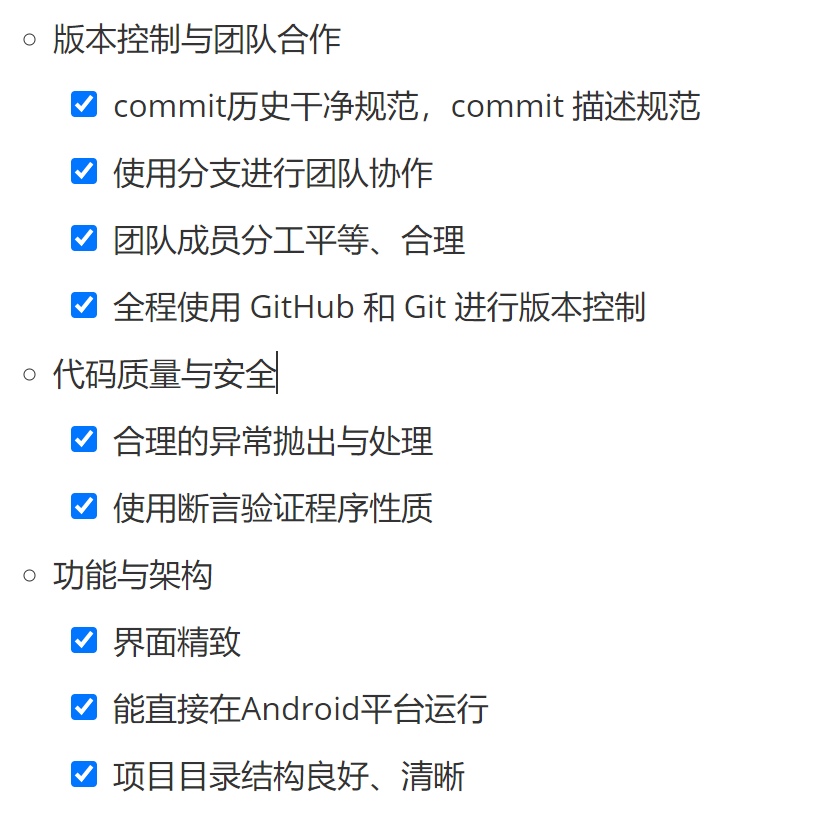 版本控制与团队合作
commit历史干净规范，commit 描述规范
使用分支进行团队协作
团队成员分工平等、合理
全程使用 GitHub 和 Git 进行版本控制
代码质量与安全
合理的异常抛出与处理
使用断言验证程序性质
功能与架构
界面精致
能直接在Android平台运行
项目目录结构良好、清晰